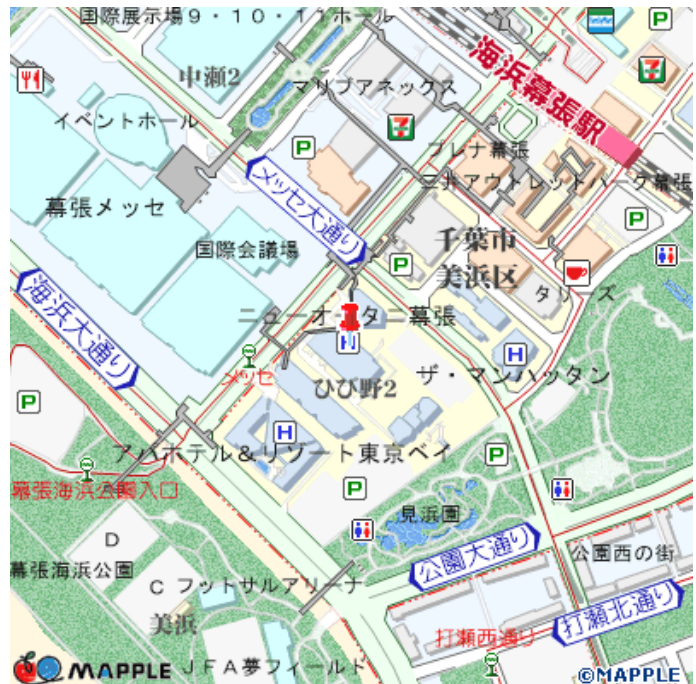 国際展示場9・10・11ホール
P
中瀬2
海浜幕張駅
マリブアネックス
イベントホール
P
プレナ幕張
三井アウトレットパーク幕張
メッセ大通り
幕張メッセ
P
国際会議場
千葉市
美浜区
P
海浜大通り
タリーズ
ニューオータニ幕張
H
メッセ
ひび野2
ザ・マンハッタン
H
P
H
アパホテル&リゾート東京ベイ
P
幕張海浜公園入口
P
見浜園
D
公園大通り
公園西の街
幕張海浜公園
C フットサルアリーナ
美浜
打瀬北通り
打瀬西通り
MAPPLE
JFA夢フィールド
©MAPPLE